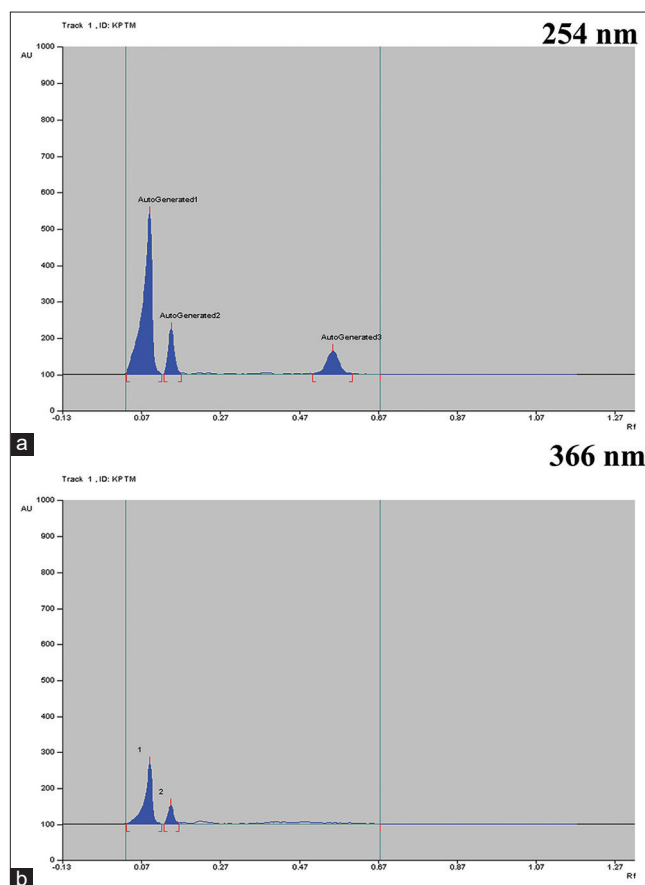 Track 1 , ID: KPTM
254 nm
1000
AU
900
800
700
600
AutoGenerated1
500
400
300
AutoGenerated2
AutoGenerated3
200
100
0
-0.13 0.07 0.27 0.47 0.67 0.87 1.07 1.27
Rf
a
366 nm
Track 1 , ID: KPTM
1000
AU
900
800
700
600
500
400
300
1
200
2
100
0
-0.13 0.07 0.27 0.47 0.67 0.87 1.07 1.27
Rf
b